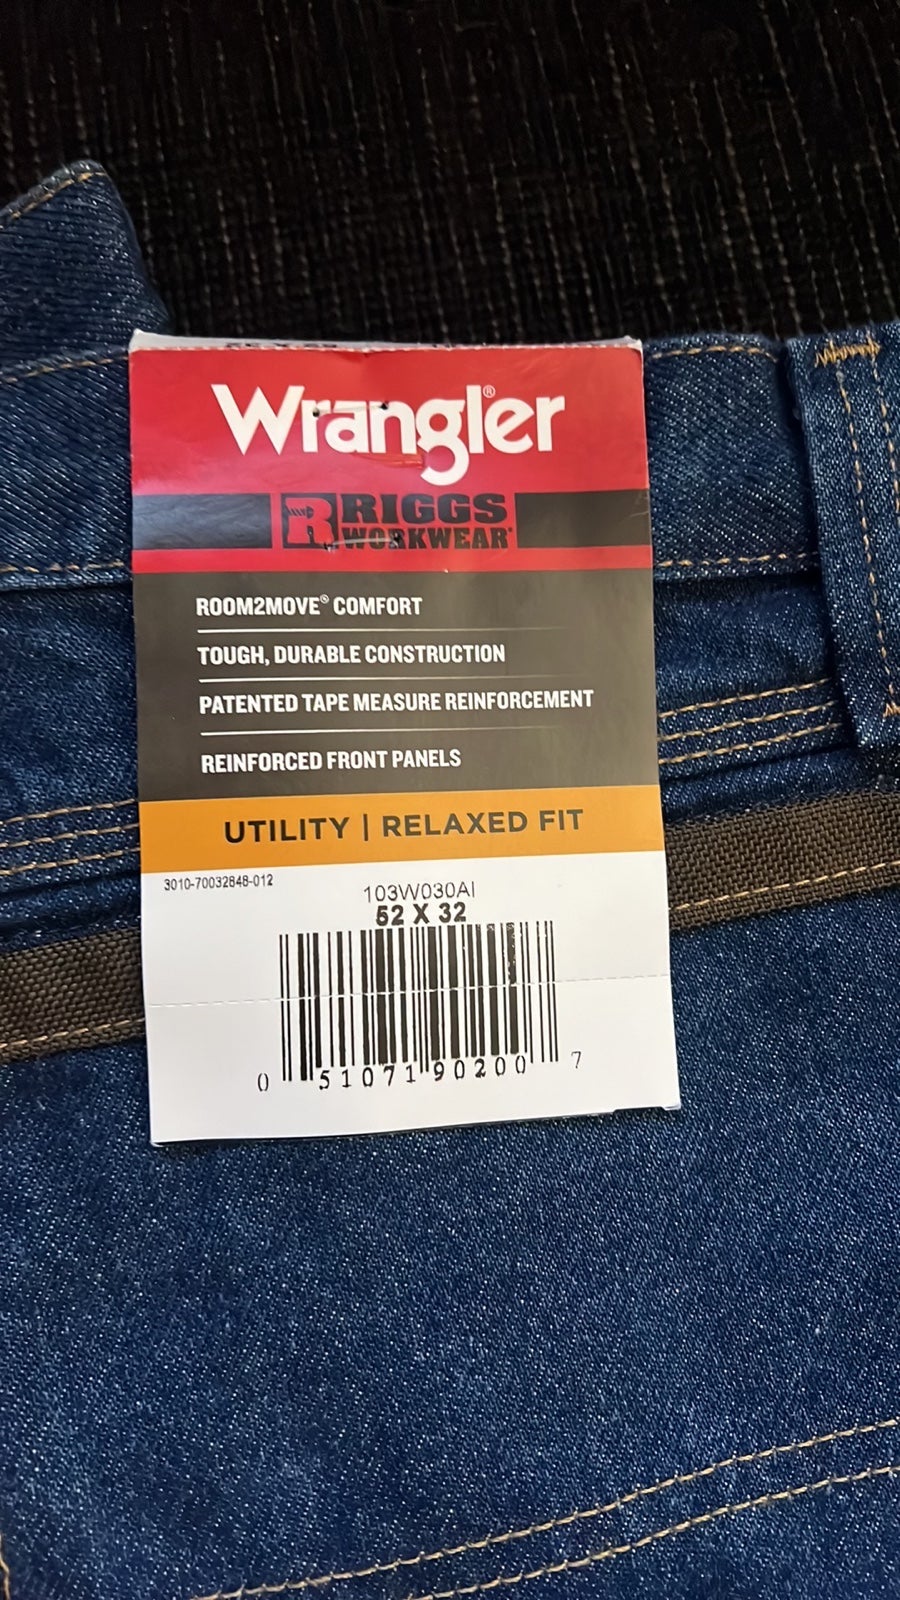 Wrangler®
R RIGGS
WORKWEAR®
ROOM2MOVE® COMFORT
TOUGH, DURABLE CONSTRUCTION
PATENTED TAPE MEASURE REINFORCEMENT
REINFORCED FRONT PANELS
UTILITY | RELAXED FIT
3010-70032848-012
103W030AI
52 X 32
0 51071 90200 7